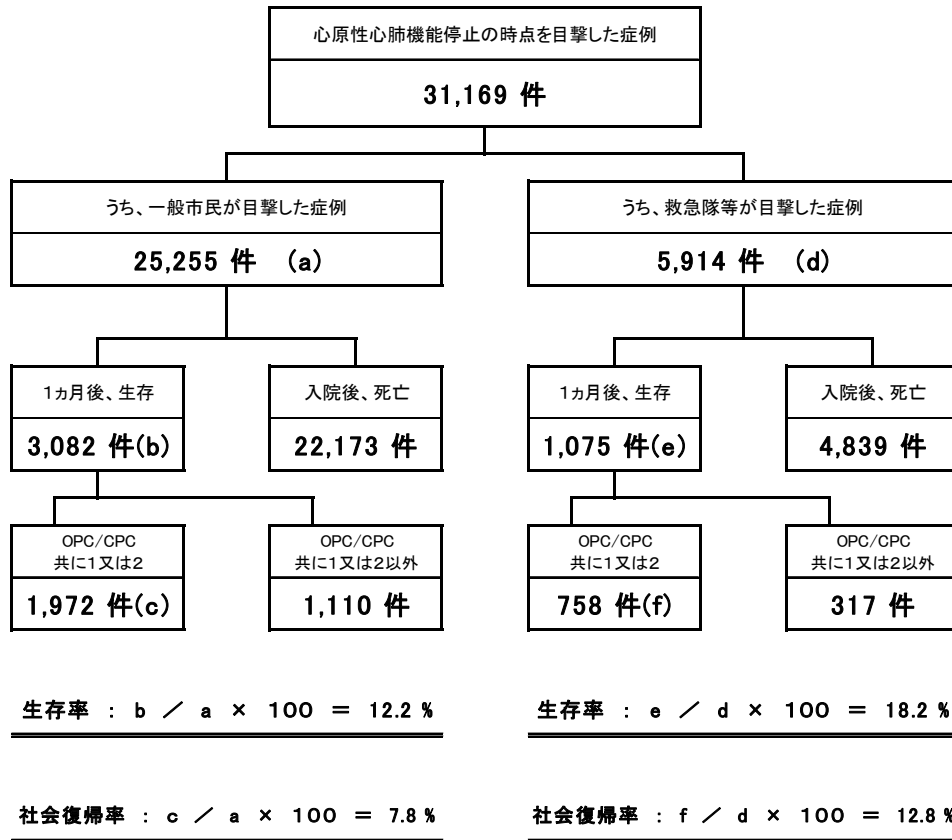 心原性心肺機能停止の時点を目撃した症例
31,169 件
うち、一般市民が目撃した症例
25,255 件 (a)
うち、救急隊等が目撃した症例
5,914 件 (d)
1ヵ月後、生存
3,082 件(b)
入院後、死亡
22,173 件
1ヵ月後、生存
1,075 件(e)
入院後、死亡
4,839 件
OPC/CPC
共に1又は2
1,972 件(c)
OPC/CPC
共に1又は2以外
1,110 件
OPC/CPC
共に1又は2
758 件(f)
OPC/CPC
共に1又は2以外
317 件
生存率 : b / a × 100 = 12.2 %
生存率 : e / d × 100 = 18.2 %
社会復帰率 : c / a × 100 = 7.8 %
社会復帰率 : f / d × 100 = 12.8 %